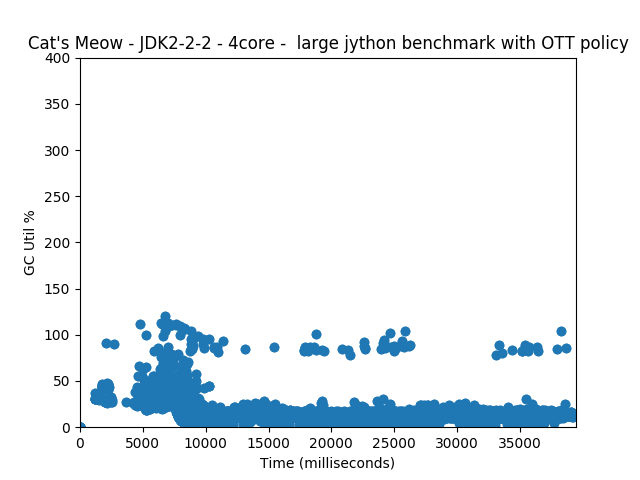 Cat's Meow - JDK2-2-2 - 4core -  large jython benchmark with OTT policy
400
350
300
250
200
150
100
50
0
GC Util %
0 5000 10000 15000 20000 25000 30000 35000
Time (milliseconds)